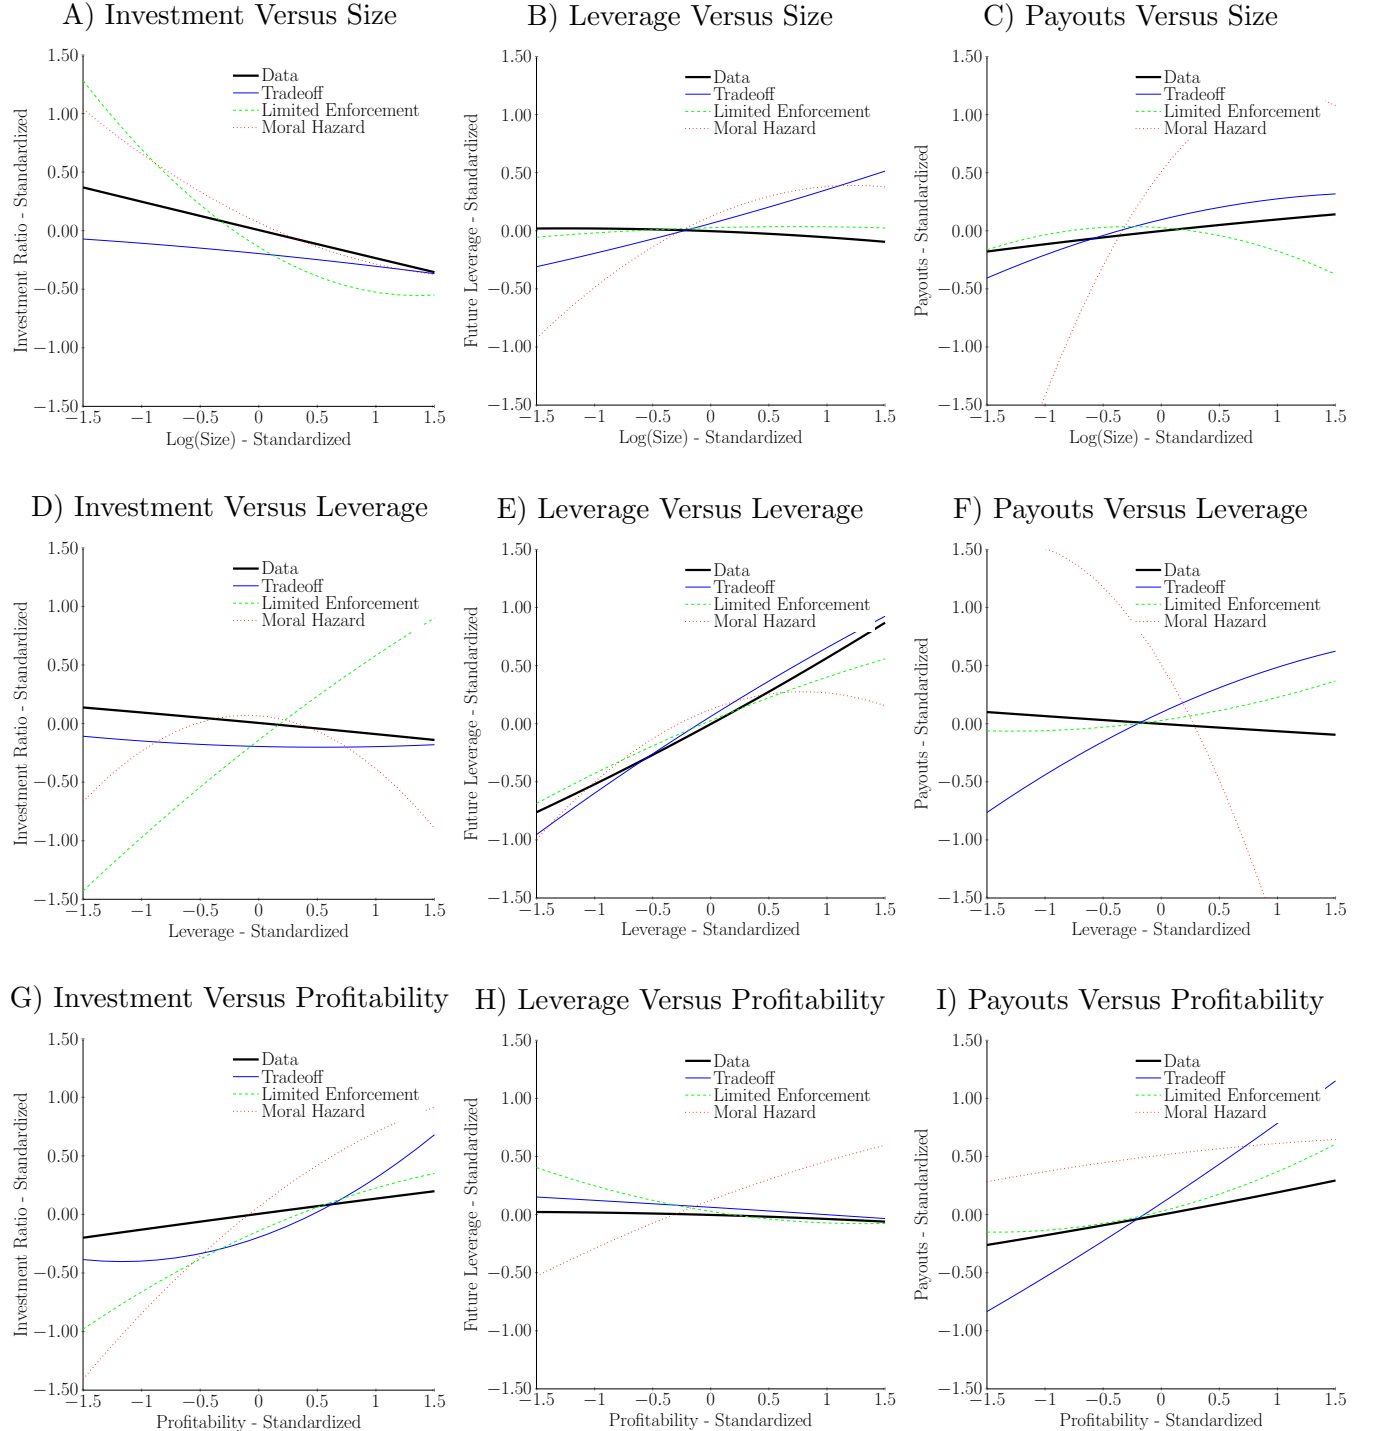 A) Investment Versus Size
Investment Ratio - Standardized
1.50
1.00
0.50
0.00
−0.50
−1.00
−1.50
Data
Tradeoff
Limited Enforcement
Moral Hazard
−1.5 −1 −0.5 0 0.5 1 1.5
Log(Size) - Standardized
B) Leverage Versus Size
Future Leverage - Standardized
1.50
1.00
0.50
0.00
−0.50
−1.00
−1.50
Data
Tradeoff
Limited Enforcement
Moral Hazard
−1.5 −1 −0.5 0 0.5 1 1.5
Log(Size) - Standardized
C) Payouts Versus Size
Payouts - Standardized
1.50
1.00
0.50
0.00
−0.50
−1.00
−1.50
Data
Tradeoff
Limited Enforcement
Moral Hazard
−1.5 −1 −0.5 0 0.5 1 1.5
Log(Size) - Standardized
D) Investment Versus Leverage
Investment Ratio - Standardized
1.50
1.00
0.50
0.00
−0.50
−1.00
−1.50
Data
Tradeoff
Limited Enforcement
Moral Hazard
−1.5 −1 −0.5 0 0.5 1 1.5
Leverage - Standardized
E) Leverage Versus Leverage
Future Leverage - Standardized
1.50
1.00
0.50
0.00
−0.50
−1.00
−1.50
Data
Tradeoff
Limited Enforcement
Moral Hazard
−1.5 −1 −0.5 0 0.5 1 1.5
Leverage - Standardized
F) Payouts Versus Leverage
Payouts - Standardized
1.50
1.00
0.50
0.00
−0.50
−1.00
−1.50
Data
Tradeoff
Limited Enforcement
Moral Hazard
−1.5 −1 −0.5 0 0.5 1 1.5
Leverage - Standardized
G) Investment Versus Profitability
Investment Ratio - Standardized
1.50
1.00
0.50
0.00
−0.50
−1.00
−1.50
Data
Tradeoff
Limited Enforcement
Moral Hazard
−1.5 −1 −0.5 0 0.5 1 1.5
Profitability - Standardized
H) Leverage Versus Profitability
Future Leverage - Standardized
1.50
1.00
0.50
0.00
−0.50
−1.00
−1.50
Data
Tradeoff
Limited Enforcement
Moral Hazard
−1.5 −1 −0.5 0 0.5 1 1.5
Profitability - Standardized
I) Payouts Versus Profitability
Payouts - Standardized
1.50
1.00
0.50
0.00
−0.50
−1.00
−1.50
Data
Tradeoff
Limited Enforcement
Moral Hazard
−1.5 −1 −0.5 0 0.5 1 1.5
Profitability - Standardized